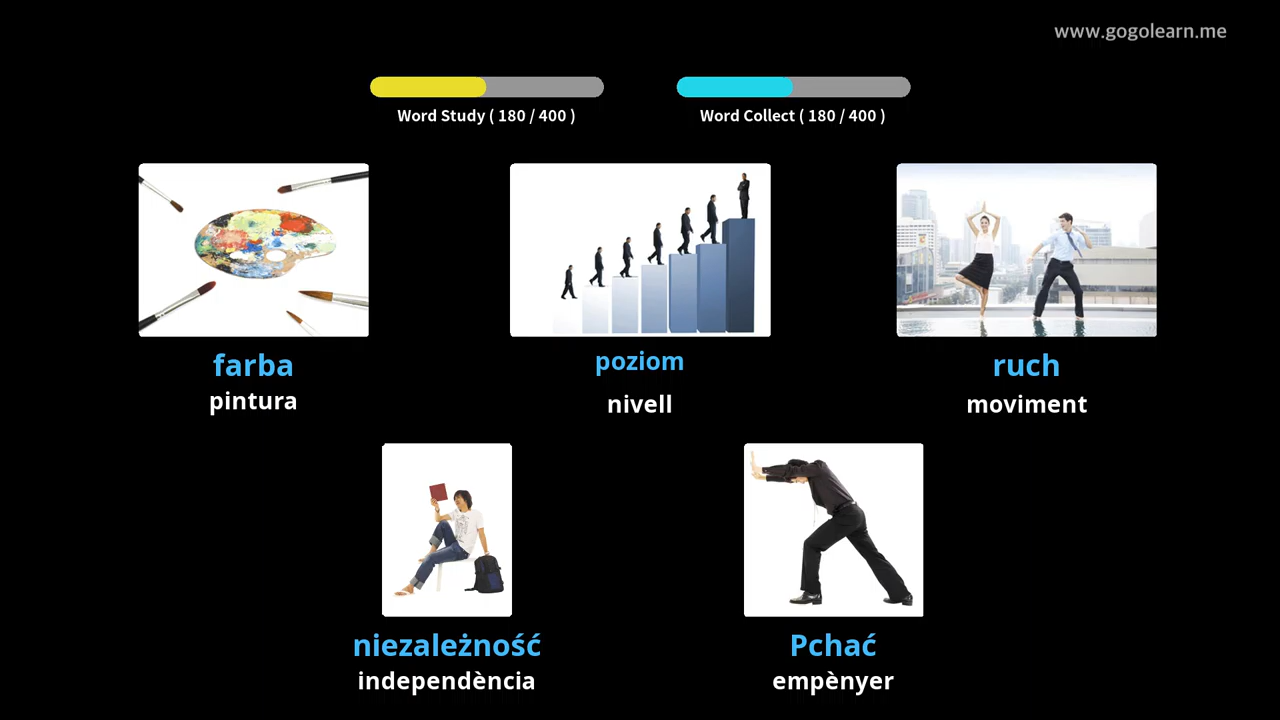 www.gogolearn.me
Word Study ( 180 / 400 )
Word Collect ( 180 / 400 )
farba
pintura
poziom
nivell
ruch
moviment
niezależność
independència
Pchać
empènyer